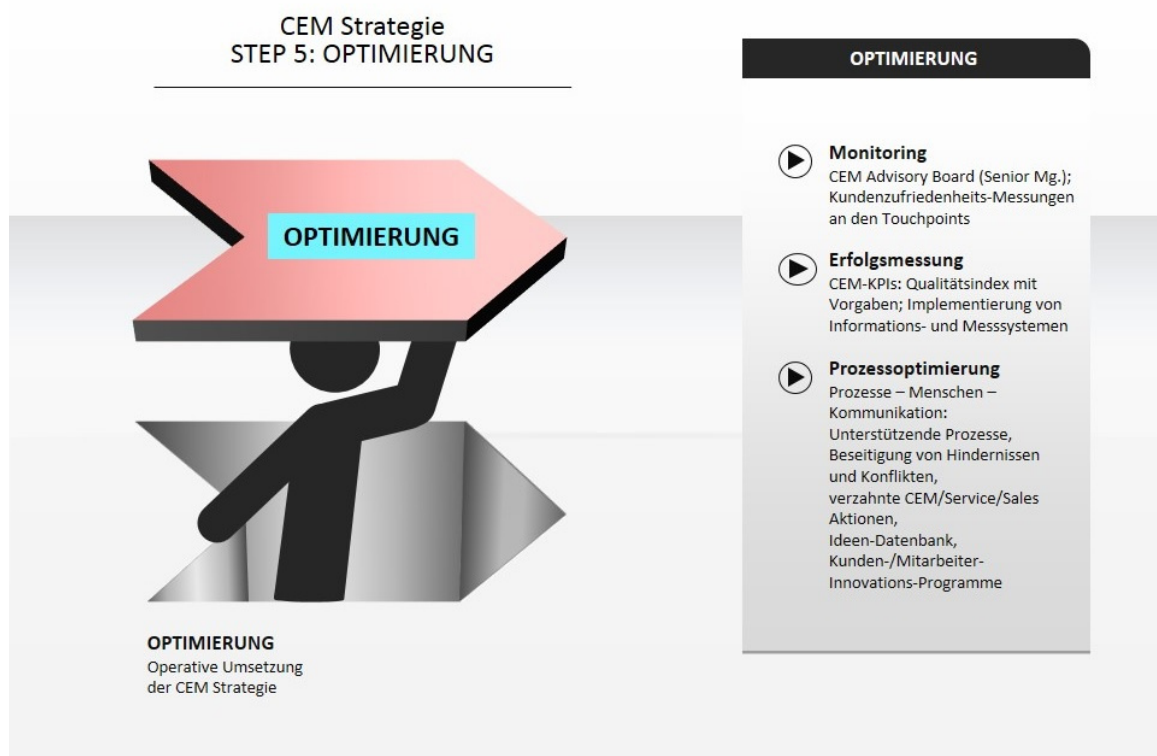 CEM Strategie
STEP 5: OPTIMIERUNG
OPTIMIERUNG
OPTIMIERUNG
Operative Umsetzung
der CEM Strategie
OPTIMIERUNG
Monitoring
CEM Advisory Board (Senior Mg.);
Kundenzufriedenheits-Messungen
an den Touchpoints
Erfolgsmessung
CEM-KPIs: Qualitätsindex mit
Vorgaben; Implementierung von
Informations- und Messsystemen
Prozessoptimierung
Prozesse – Menschen –
Kommunikation:
Unterstützende Prozesse,
Beseitigung von Hindernissen
und Konflikten,
verzahnte CEM/Service/Sales
Aktionen,
Ideen-Datenbank,
Kunden-/Mitarbeiter-
Innovations-Programme